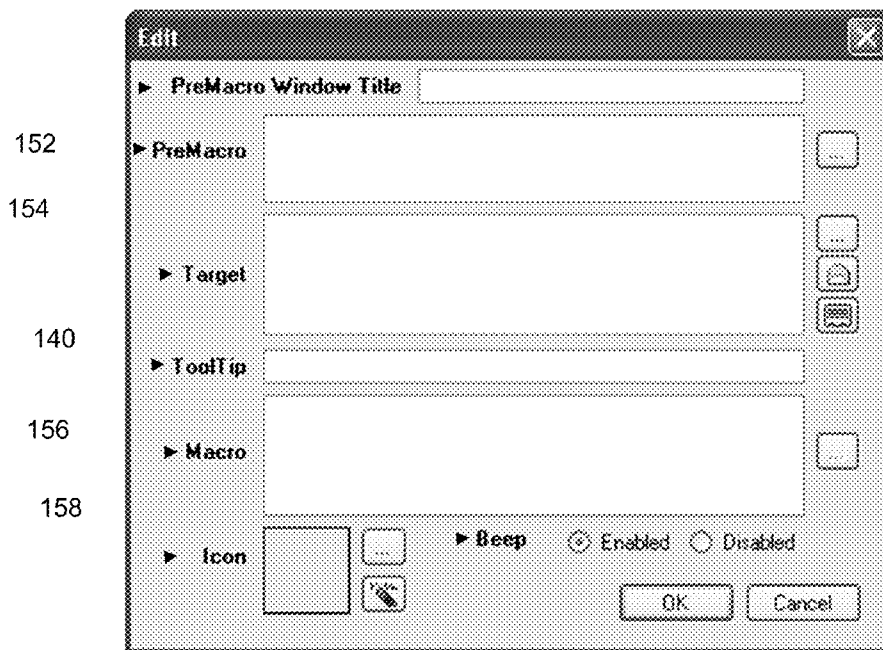 Edit
PreMacro Window Title
152
PreMacro
...
154
...
Target
140
ToolTip
156
Macro
...
158
Icon
...
Beep
Enabled
Disabled
OK
Cancel